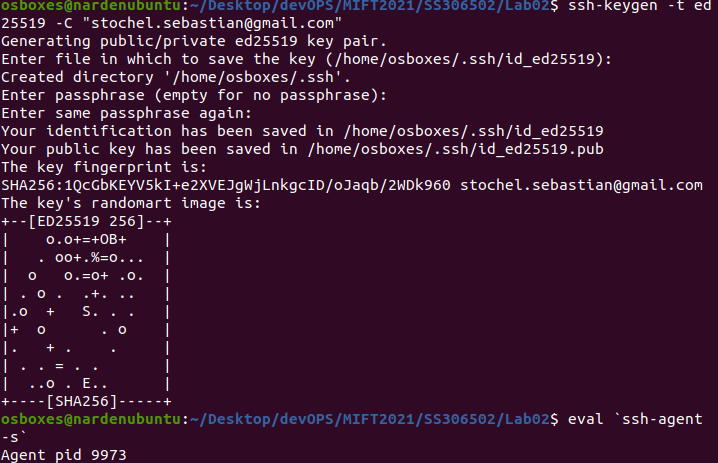 osboxes@nardenubuntu:~/Desktop/devOPS/MIFT2021/SS306502/Lab02$ ssh-keygen -t ed
25519 -C "stochel.sebastian@gmail.com"
Generating public/private ed25519 key pair.
Enter file in which to save the key (/home/osboxes/.ssh/id_ed25519):
Created directory '/home/osboxes/.ssh'.
Enter passphrase (empty for no passphrase):
Enter same passphrase again:
Your identification has been saved in /home/osboxes/.ssh/id_ed25519
Your public key has been saved in /home/osboxes/.ssh/id_ed25519.pub
The key fingerprint is:
SHA256:1QcGbKEYV5kI+e2XVEJgWjLnkgcID/oJaqb/2WDk960 stochel.sebastian@gmail.com
The key's randomart image is:
+--[ED25519 256]--+
|    o.o+=+OB+    |
|   . oo+.%=o...  |
|  o   o.=o+ .o.  |
| . o .  .+. ..   |
|.o  +   S. . .   |
|+  o      . o    |
|.   + .    .     |
| . . = . .       |
|  ..o . E..      |
+----[SHA256]-----+
osboxes@nardenubuntu:~/Desktop/devOPS/MIFT2021/SS306502/Lab02$ eval `ssh-agent 
-s`
Agent pid 9973